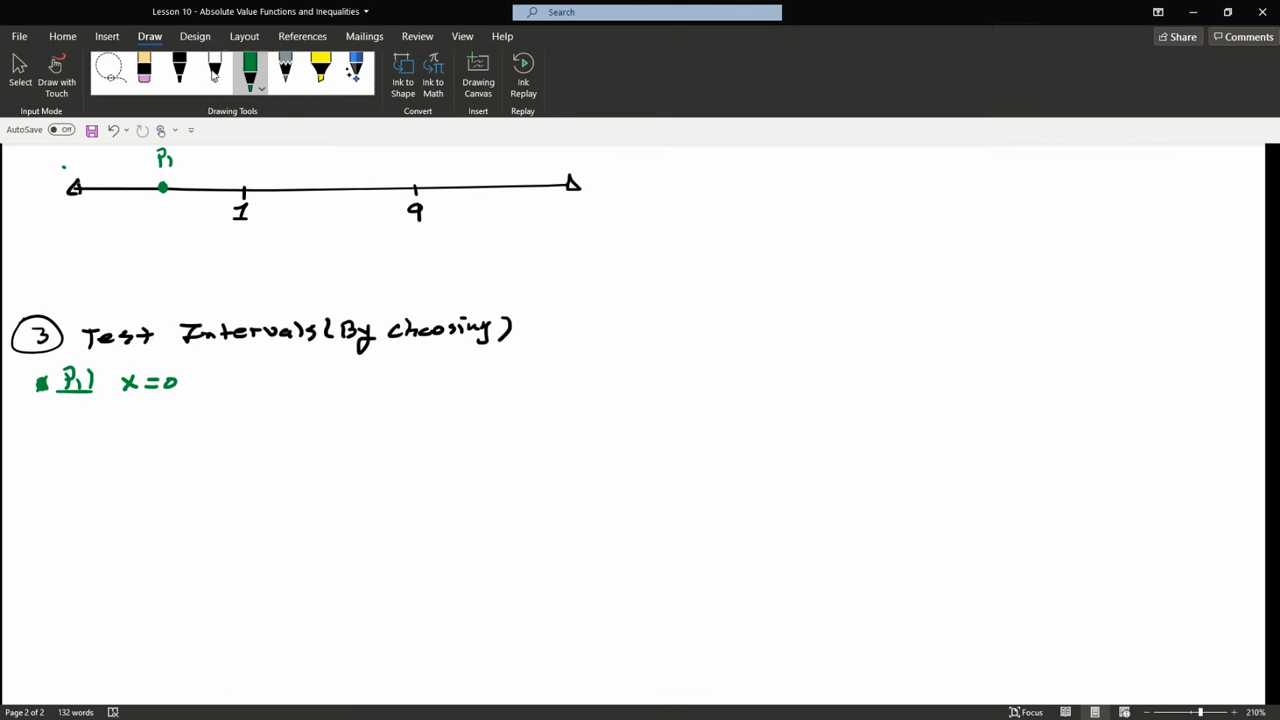 Lesson 10 - Absolute Value Functions and Inequalities
Search
File Home Insert Draw Design Layout References Mailings Review View Help
Share Comments
Select
Draw with Touch
Ink to Shape
Ink to Math
Drawing Canvas
Ink Replay
Input Mode Drawing Tools Convert Insert Replay
AutoSave Off
P1
1 9
3 Test Intervals (By choosing)
P1) x=0
Page 2 of 2 132 words Focus 210%